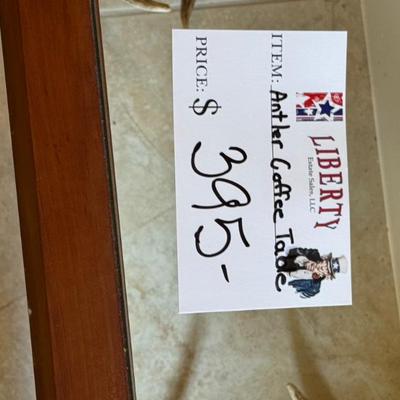 LIBERTY
Estate Sales, LLC
ITEM: Antler Coffee Table
PRICE: $ 395-